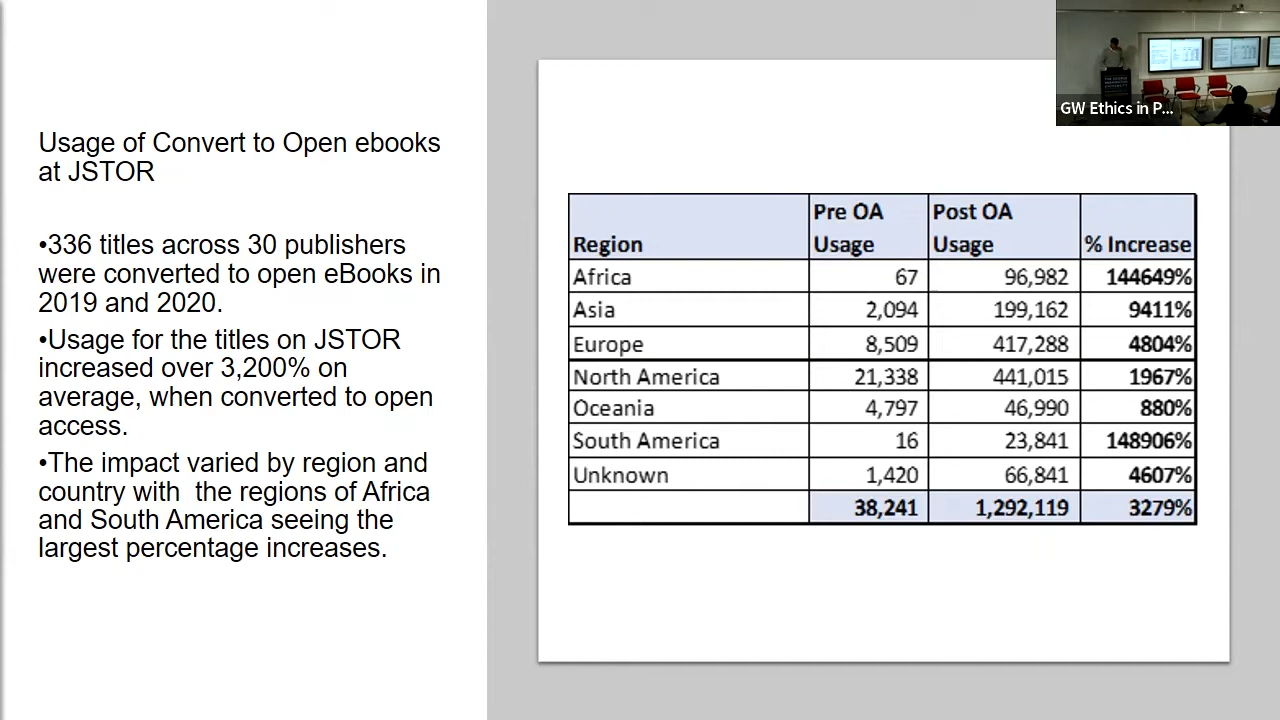 Usage of Convert to Open ebooks
at JSTOR
•336 titles across 30 publishers
were converted to open eBooks in
2019 and 2020.
•Usage for the titles on JSTOR
increased over 3,200% on
average, when converted to open
access.
•The impact varied by region and
country with  the regions of Africa
and South America seeing the
largest percentage increases.
GW Ethics in P...
Region Pre OA Usage Post OA Usage % Increase
Africa 67 96,982 144649%
Asia 2,094 199,162 9411%
Europe 8,509 417,288 4804%
North America 21,338 441,015 1967%
Oceania 4,797 46,990 880%
South America 16 23,841 148906%
Unknown 1,420 66,841 4607%
38,241 1,292,119 3279%